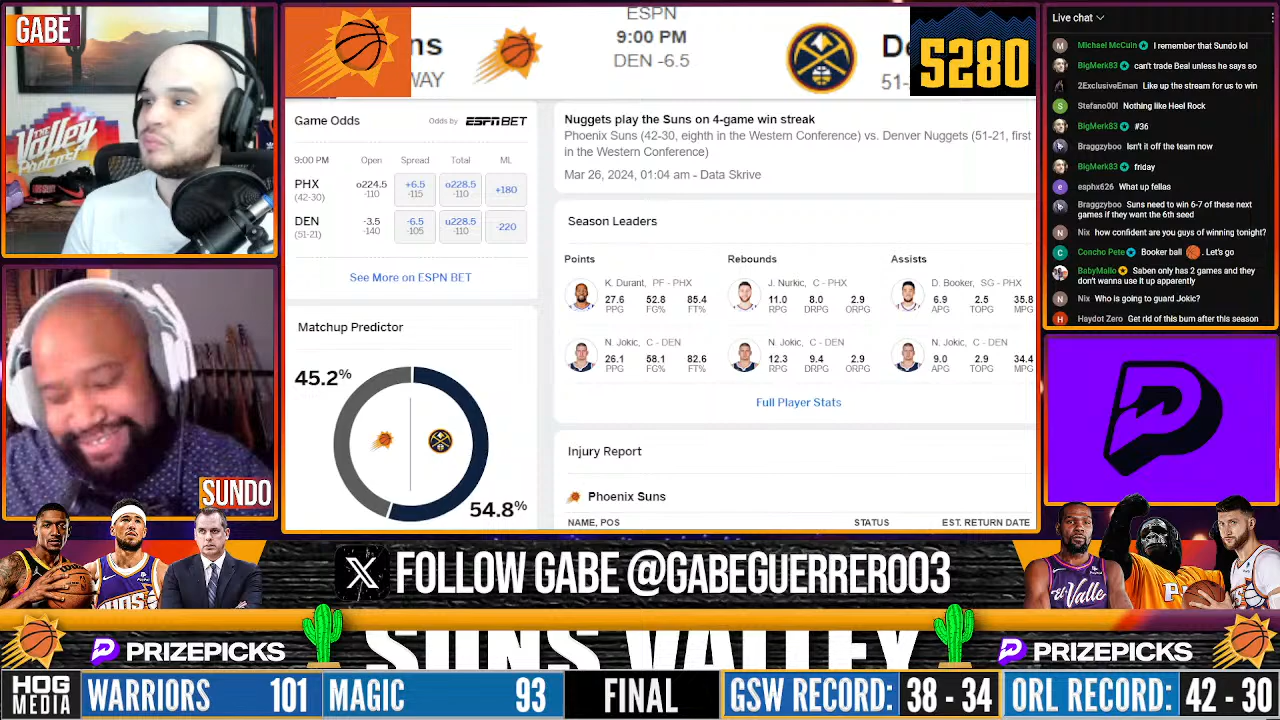 GABE
THE
Valley
PODCAST
SUNDO
ns
WAY
ESPN
9:00 PM
DEN -6.5
De
51-
5280
Game Odds
Odds by ESPN BET
9:00 PM Open Spread Total ML
PHX o224.5 +6.5 o228.5 +180
(42-30) -110 -115 -110
DEN -3.5 -6.5 u228.5 -220
(51-21) -140 -105 -110
See More on ESPN BET
Matchup Predictor
45.2%
54.8%
Nuggets play the Suns on 4-game win streak
Phoenix Suns (42-30, eighth in the Western Conference) vs. Denver Nuggets (51-21, first
in the Western Conference)
Mar 26, 2024, 01:04 am - Data Skrive
Season Leaders
Points Rebounds Assists
K. Durant, PF - PHX J. Nurkic, C - PHX D. Booker, SG - PHX
27.6 52.8 85.4 11.0 8.0 2.9 6.9 2.5 35.8
PPG FG% FT% RPG DRPG ORPG APG TOPG MPG
N. Jokic, C - DEN N. Jokic, C - DEN N. Jokic, C - DEN
26.1 58.1 82.6 12.3 9.4 2.9 9.0 2.9 34.4
PPG FG% FT% RPG DRPG ORPG APG TOPG MPG
Full Player Stats
Injury Report
Phoenix Suns
NAME, POS STATUS EST. RETURN DATE
Live chat
Michael McCuin I remember that Sundo lol
BigMerk83 can't trade Beal unless he says so
2ExclusiveEman Like up the stream for us to win
Stefano0! Nothing like Heel Rock
BigMerk83 #36
Braggzyboo Isn't it off the team now
BigMerk83 friday
esphx626 What up fellas
Braggzyboo Suns need to win 6-7 of these next
games if they want 6th seed
Nix how confident are you guys of winning tonight?
Concho Pete Booker ball 🏀 Let's go
BabyMallo Saben only has 2 games and they
don't wanna use it up apparently
Nix Who is going to guard Jokic?
Haydot Zero Get rid of this bum after this season
FOLLOW GABE @GABEGUERRERO03
PRIZEPICKS
SUNS VALLEY
PRIZEPICKS
HOG
MEDIA
WARRIORS 101 MAGIC 93 FINAL GSW RECORD: 38 - 34 ORL RECORD: 42 - 30